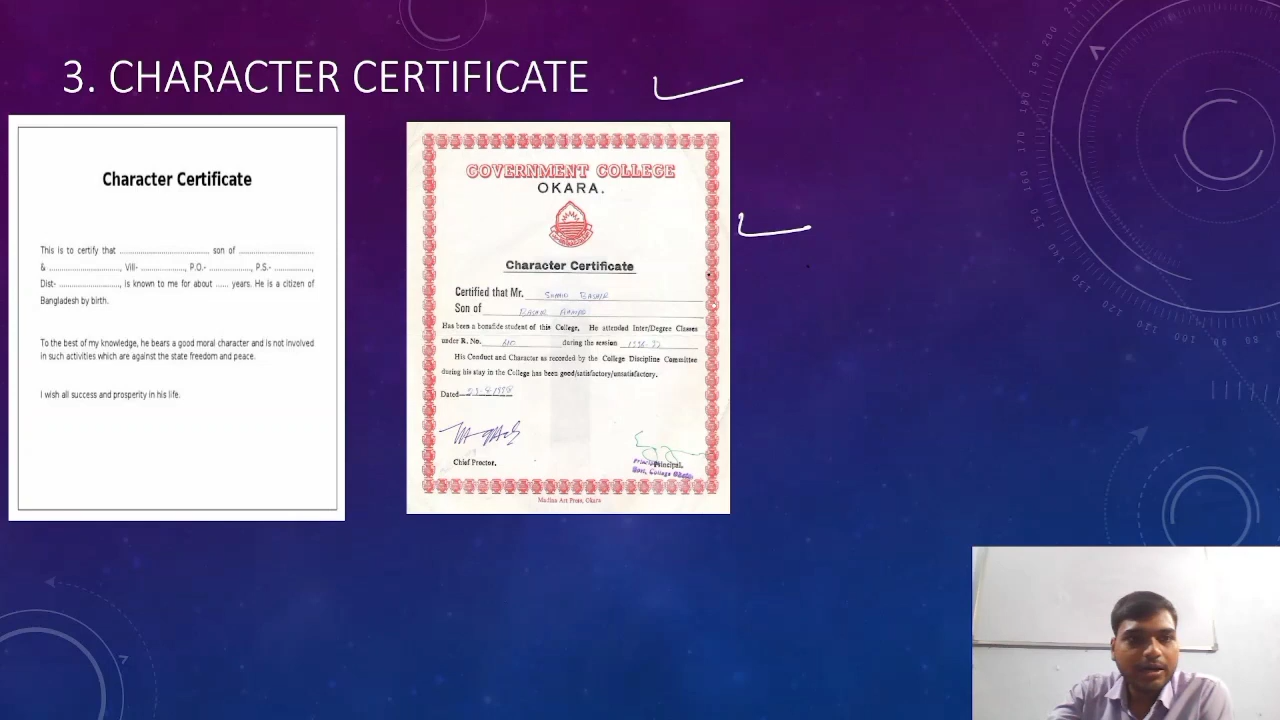 3. CHARACTER CERTIFICATE
Character Certificate
This is to certify that ................................... son of .............................
& ..........................., Vill- ................., P.O.- ................, P.S.- ..............,
Dist- ......................., is known to me for about ...... years. He is a citizen of
Bangladesh by birth.
To the best of my knowledge, he bears a good moral character and is not involved
in such activities which are against the state freedom and peace.
I wish all success and prosperity in his life.
GOVERNMENT COLLEGE
OKARA.
Character Certificate
Certified that Mr.
Son of
Has been a bonafide student of this College. He attended Inter/Degree Classes
under R. No. during the session
His Conduct and Character as recorded by the College Discipline Committee
during his stay in the College has been good/satisfactory/unsatisfactory.
Dated
Chief Proctor.
Principal.
Govt. College
Madina Art Press, Okara